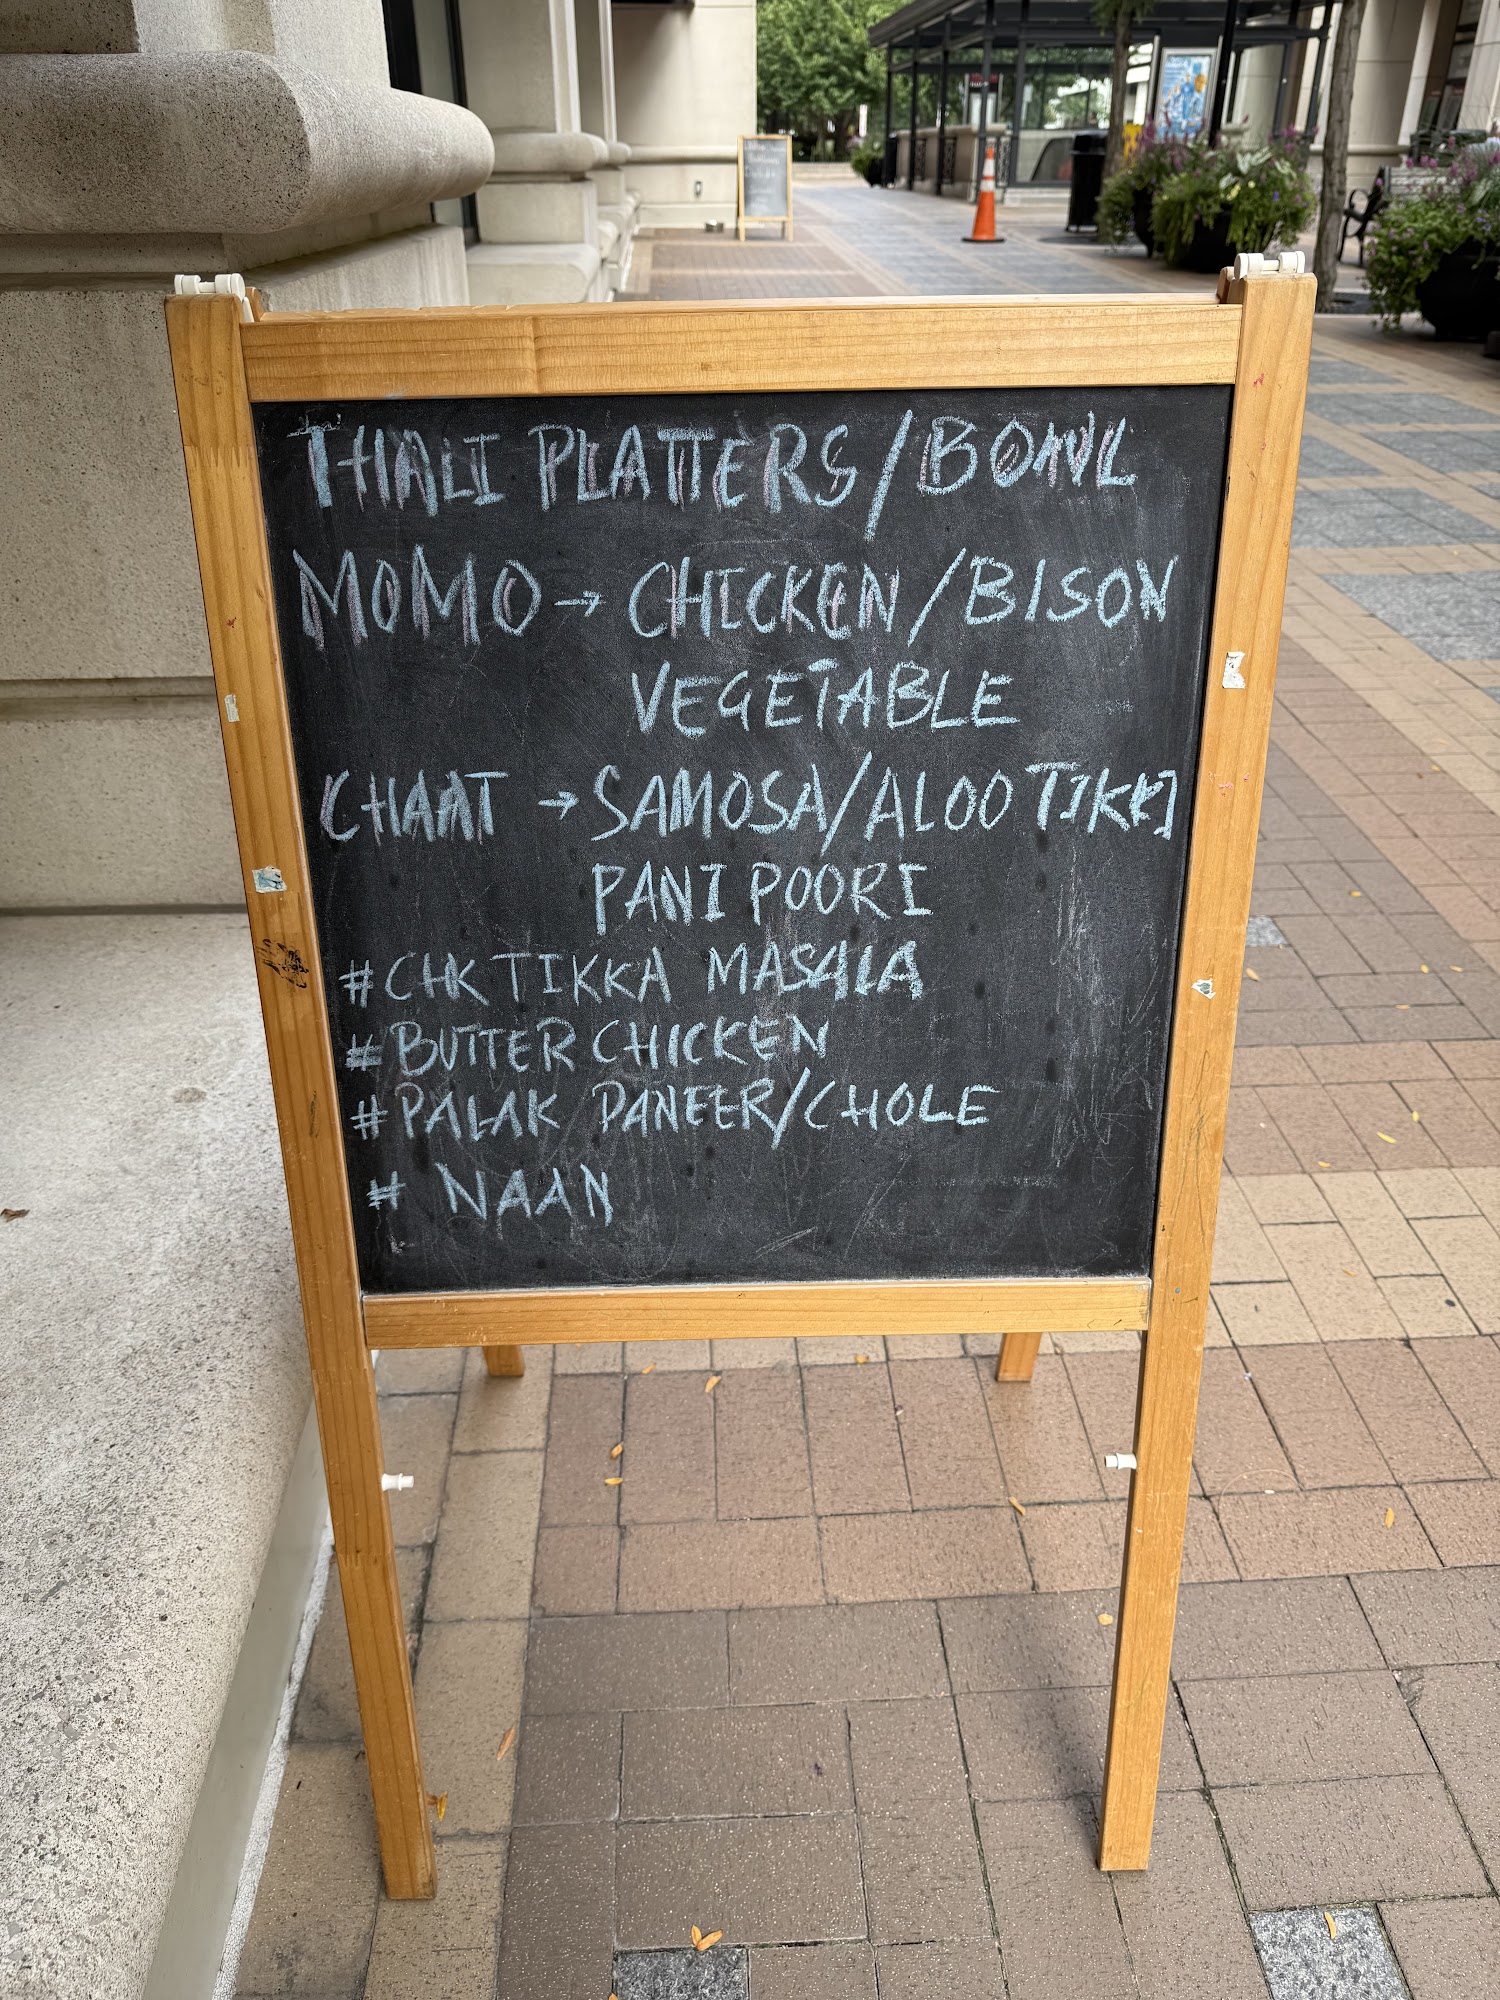 THALI PLATTERS/BOWL
MOMO → CHICKEN/BISON
VEGETABLE
CHAAT → SAMOSA/ALOO TIKKI
PANI POORI
#CHK TIKKA MASALA
#BUTTER CHICKEN
#PALAK PANEER/CHOLE
# NAAN